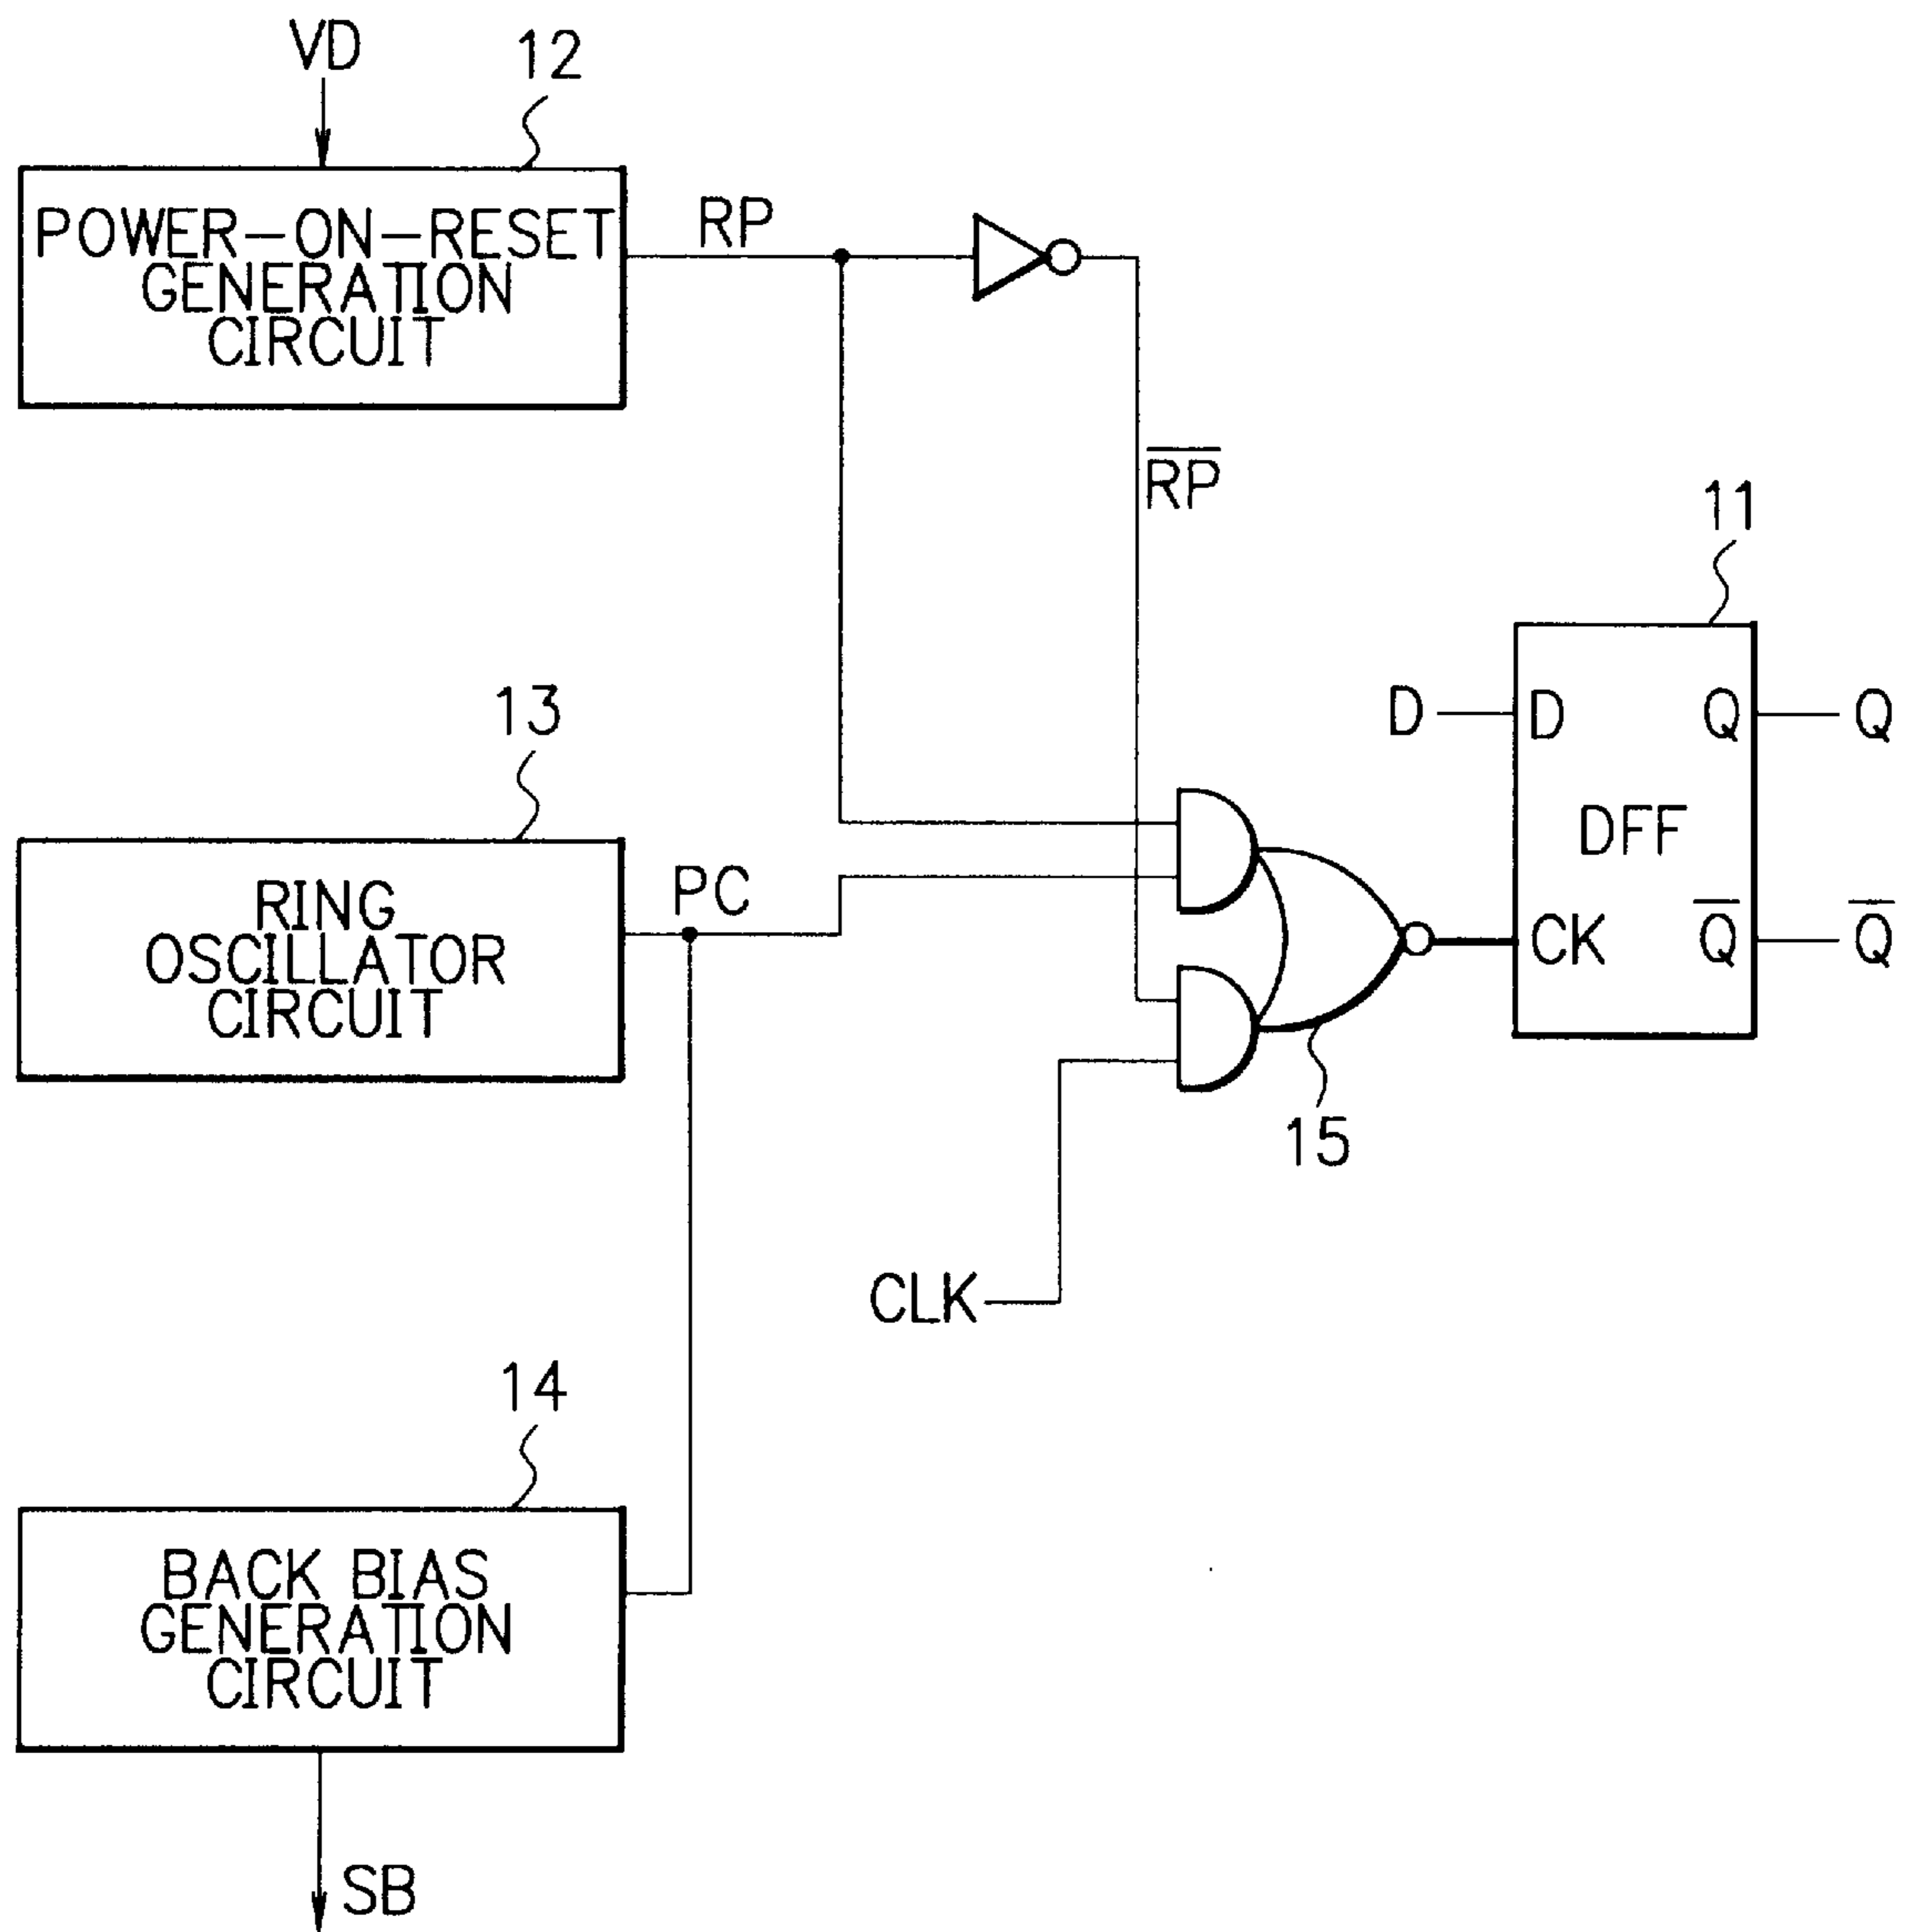 VD
12
POWER-ON-RESET
GENERATION
CIRCUIT
RP
R̅P̅
11
13
D
D
Q
Q
DFF
RING
OSCILLATOR
CIRCUIT
PC
CK
Q̅
Q̅
15
CLK
14
BACK BIAS
GENERATION
CIRCUIT
SB